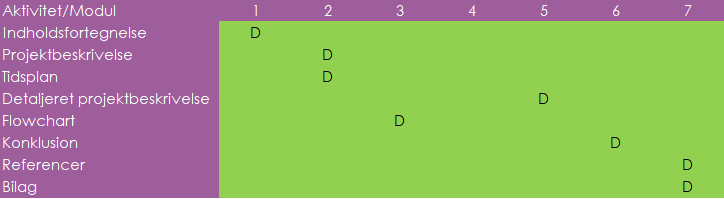 Aktivitet/Modul 1 2 3 4 5 6 7
Indholdsfortegnelse D
Projektbeskrivelse D
Tidsplan D
Detaljeret projektbeskrivelse D
Flowchart D
Konklusion D
Referencer D
Bilag D